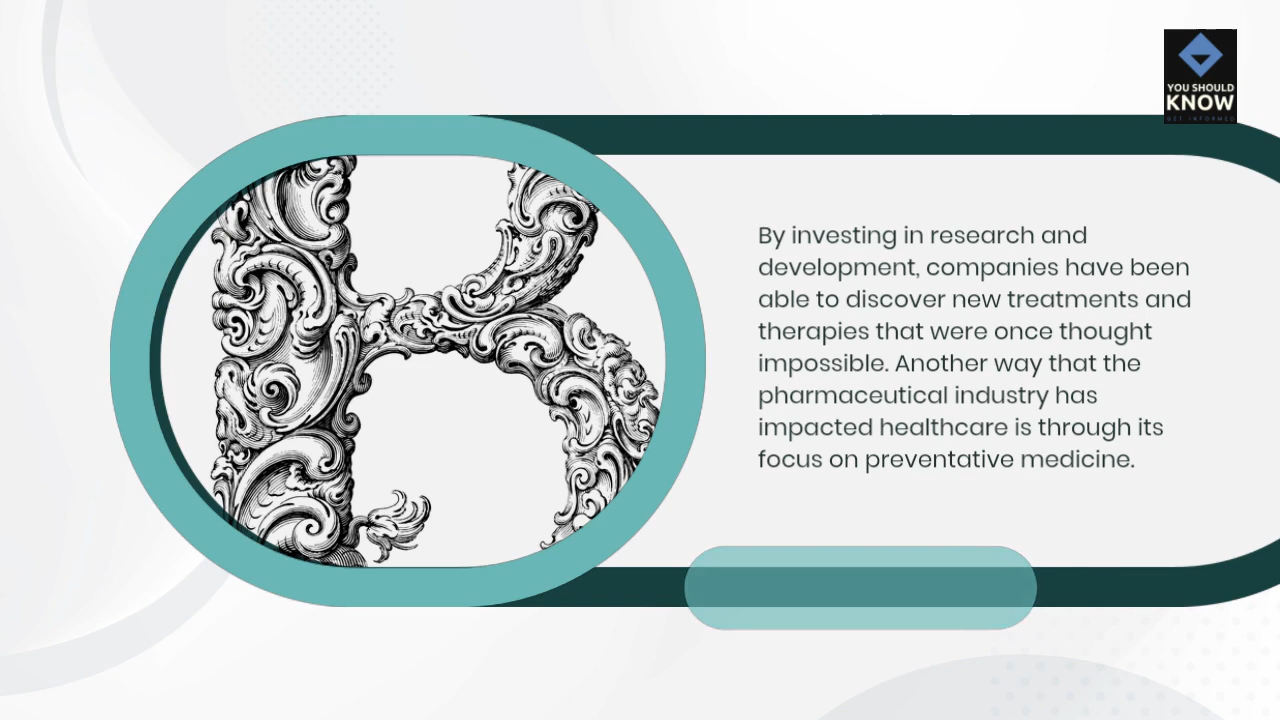 YOU SHOULD
KNOW
GET INFORMED
By investing in research and
development, companies have been
able to discover new treatments and
therapies that were once thought
impossible. Another way that the
pharmaceutical industry has
impacted healthcare is through its
focus on preventative medicine.